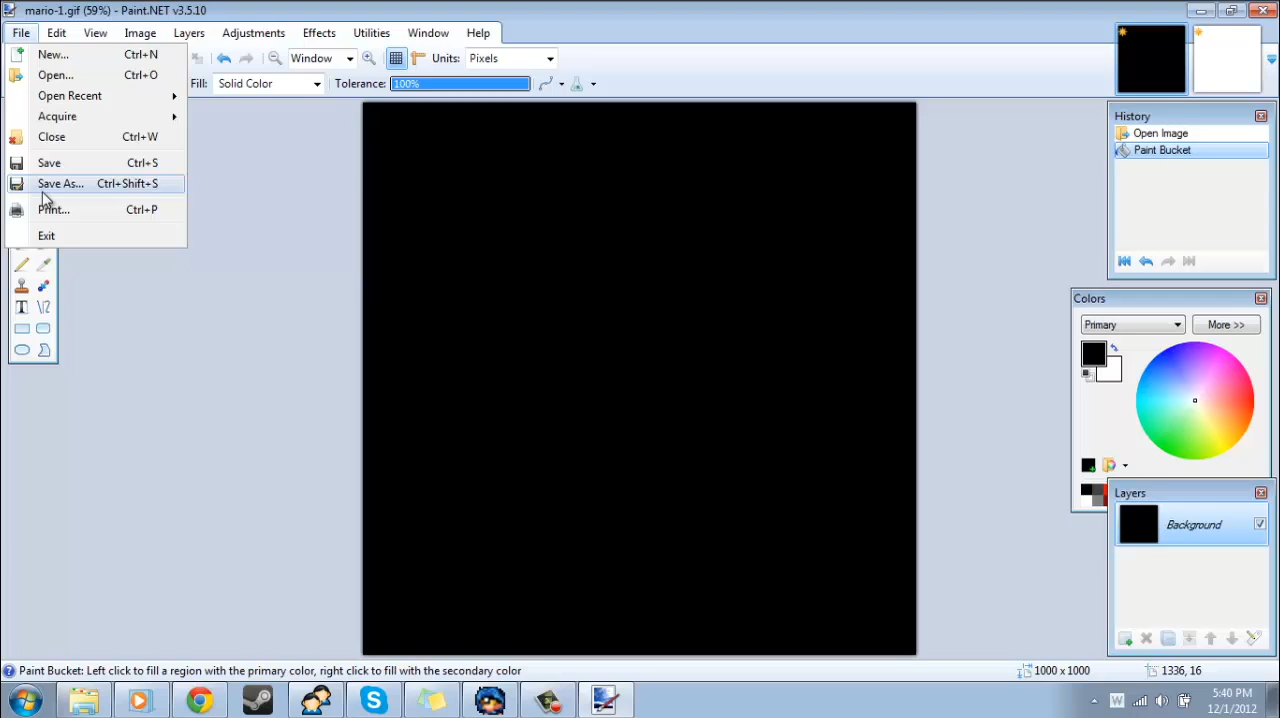 mario-1.gif (59%) - Paint.NET v3.5.10
File Edit View Image Layers Adjustments Effects Utilities Window Help
New... Ctrl+N
Open... Ctrl+O
Open Recent
Acquire
Close Ctrl+W
Save Ctrl+S
Save As... Ctrl+Shift+S
Print... Ctrl+P
Exit
Window Units: Pixels
Fill: Solid Color Tolerance: 100%
T
History
Open Image
Paint Bucket
Colors
Primary More >>
Layers
Background
Paint Bucket: Left click to fill a region with the primary color, right click to fill with the secondary color
1000 x 1000 1336, 16
W
5:40 PM
12/1/2012